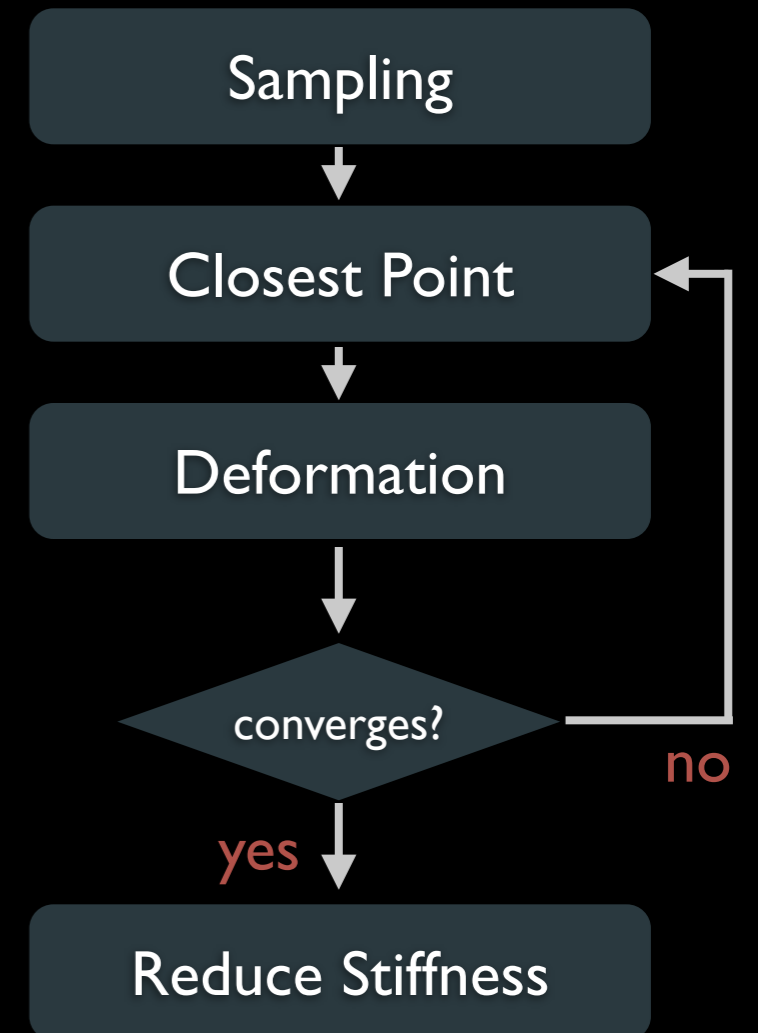 Sampling
Closest Point
Deformation
converges?
no
yes
Reduce Stiffness